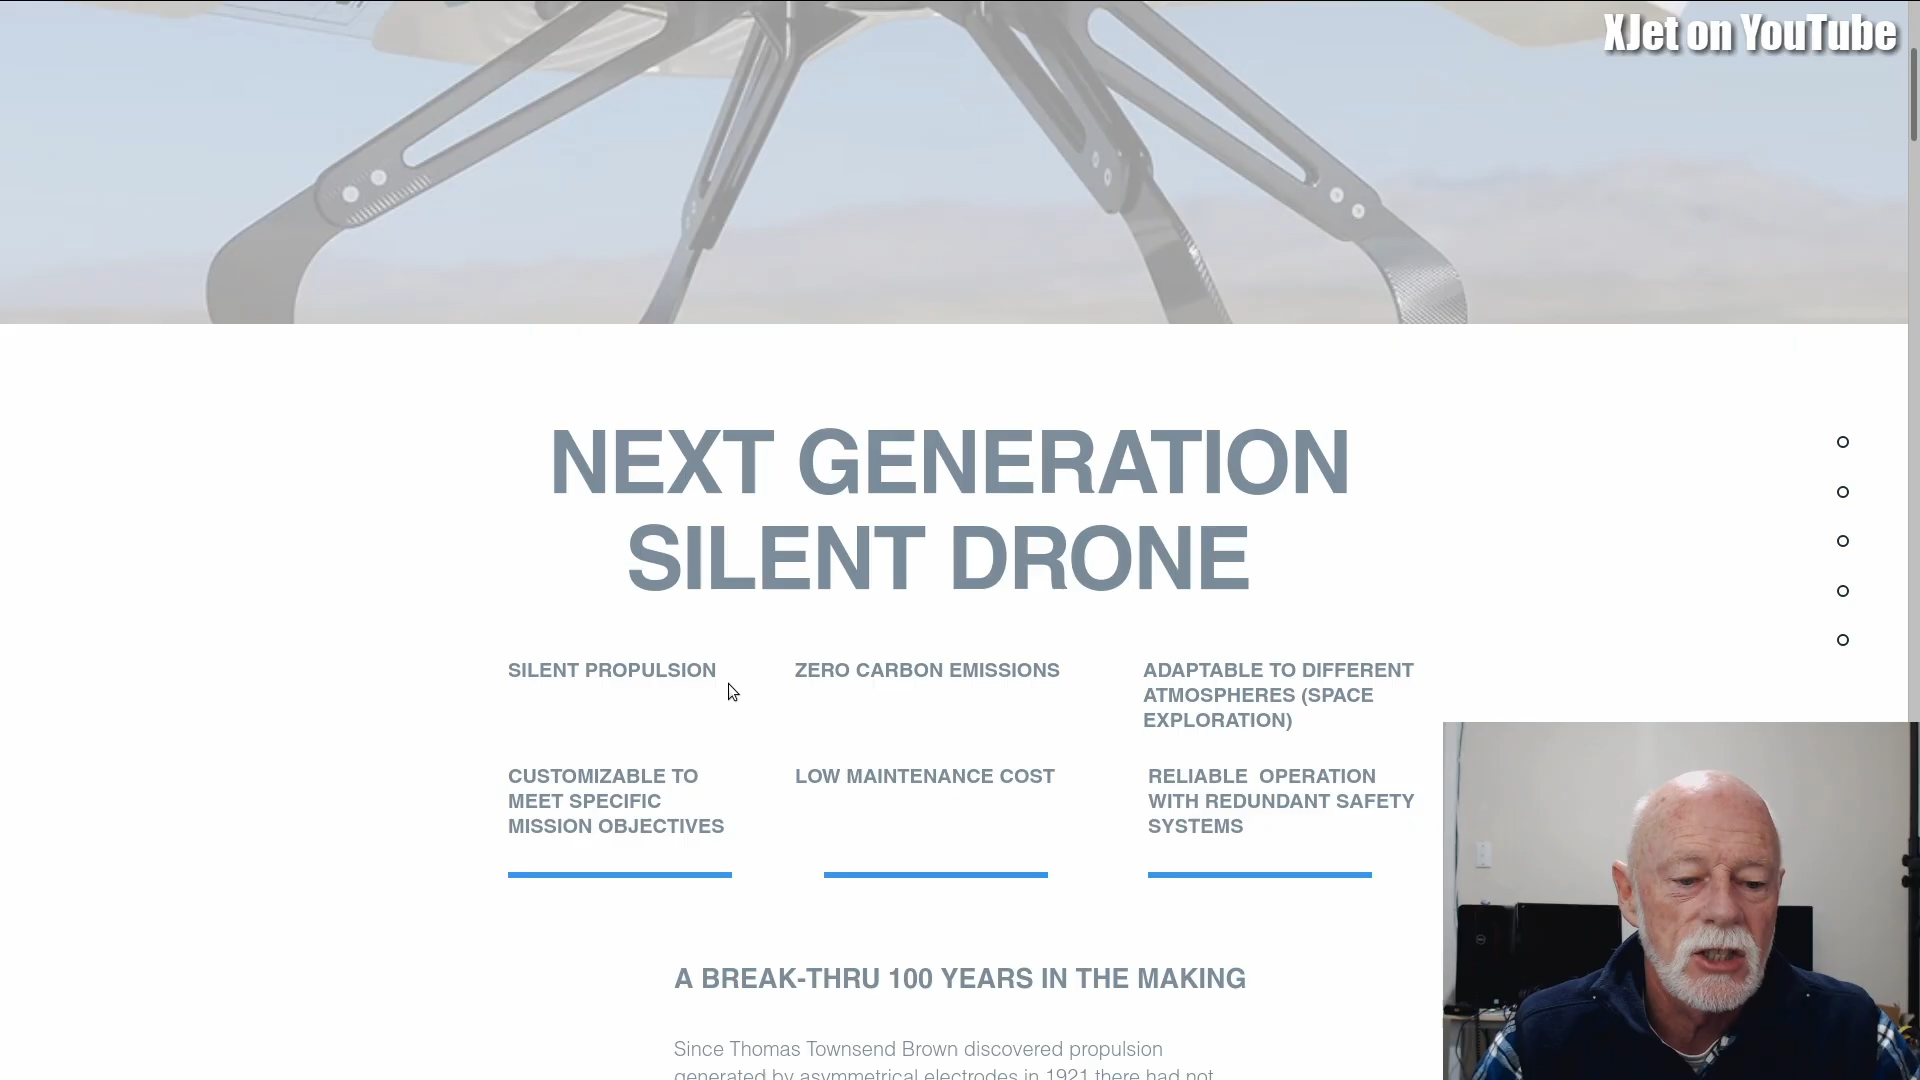 XJet on YouTube
NEXT GENERATION
SILENT DRONE
SILENT PROPULSION
ZERO CARBON EMISSIONS
ADAPTABLE TO DIFFERENT
ATMOSPHERES (SPACE
EXPLORATION)
CUSTOMIZABLE TO
MEET SPECIFIC
MISSION OBJECTIVES
LOW MAINTENANCE COST
RELIABLE OPERATION
WITH REDUNDANT SAFETY
SYSTEMS
A BREAK-THRU 100 YEARS IN THE MAKING
Since Thomas Townsend Brown discovered propulsion
generated by asymmetrical electrodes in 1921 there had not